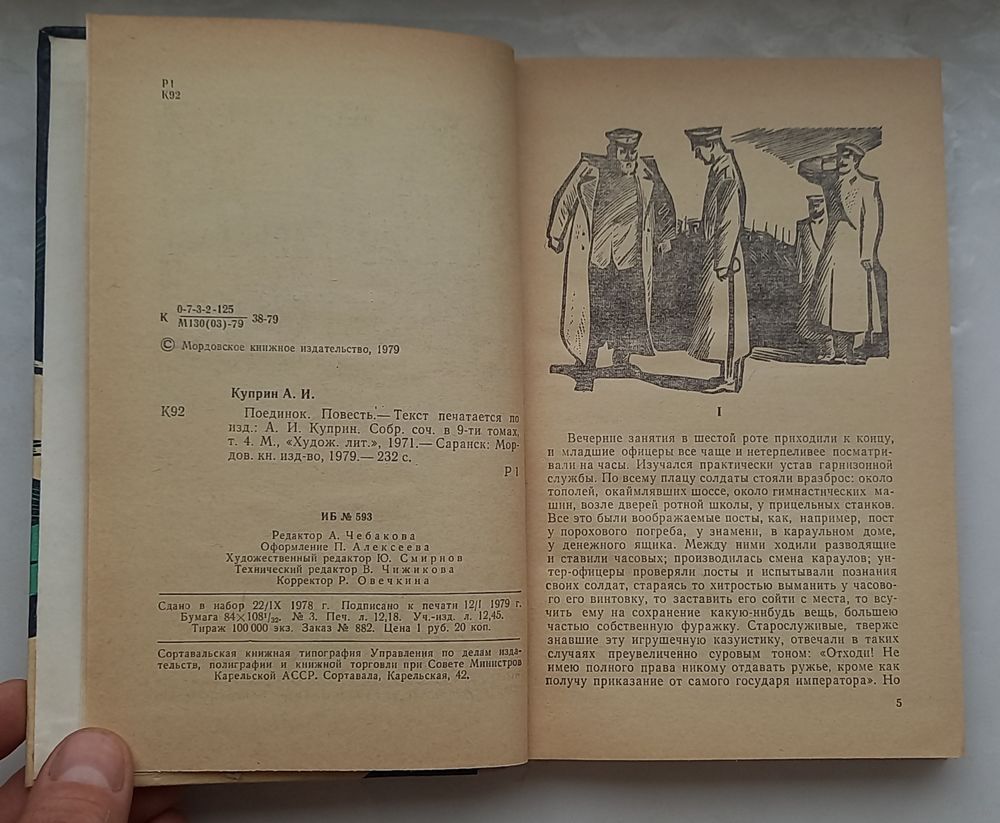 Р1
К92
К 0-7-3-2-125
М130(03)-79 38-79
© Мордовское книжное издательство, 1979
Куприн А. И.
К92 Поединок. Повесть.— Текст печатается по
изд.: А. И. Куприн. Собр. соч. в 9-ти томах,
т. 4. М., «Худож. лит.», 1971.— Саранск: Мор-
дов. кн. изд-во, 1979.— 232 с.
Р1
ИБ № 593
Редактор А. Чебакова
Оформление П. Алексеева
Художественный редактор Ю. Смирнов
Технический редактор В. Чижикова
Корректор Р. Овечкина
Сдано в набор 22/IX 1978 г. Подписано к печати 12/I 1979 г.
Бумага 84×108¹/₃₂. № 3. Печ. л. 12,18. Уч.-изд. л. 12,45.
Тираж 100 000 экз. Заказ № 882. Цена 1 руб. 20 коп.
Сортавальская книжная типография Управления по делам изда-
тельств, полиграфии и книжной торговли при Совете Министров
Карельской АССР. Сортавала, Карельская, 42.
I
Вечерние занятия в шестой роте приходили к концу,
и младшие офицеры все чаще и нетерпеливее посматри-
вали на часы. Изучался практически устав гарнизонной
службы. По всему плацу солдаты стояли вразброс: около
тополей, окаймлявших шоссе, около гимнастических ма-
шин, возле дверей ротной школы, у прицельных станков.
Все это были воображаемые посты, как, например, пост
у порохового погреба, у знамени, в караульном доме,
у денежного ящика. Между ними ходили разводящие
и ставили часовых; производилась смена караулов; ун-
тер-офицеры проверяли посты и испытывали познания
своих солдат, стараясь то хитростью выманить у часово-
го его винтовку, то заставить его сойти с места, то всу-
чить ему на сохранение какую-нибудь вещь, большею
частью собственную фуражку. Старослуживые, тверже
знавшие эту игрушечную казуистику, отвечали в таких
случаях преувеличенно суровым тоном: «Отходи! Не
имею полного права никому отдавать ружье, кроме как
получу приказание от самого государя императора». Но
5